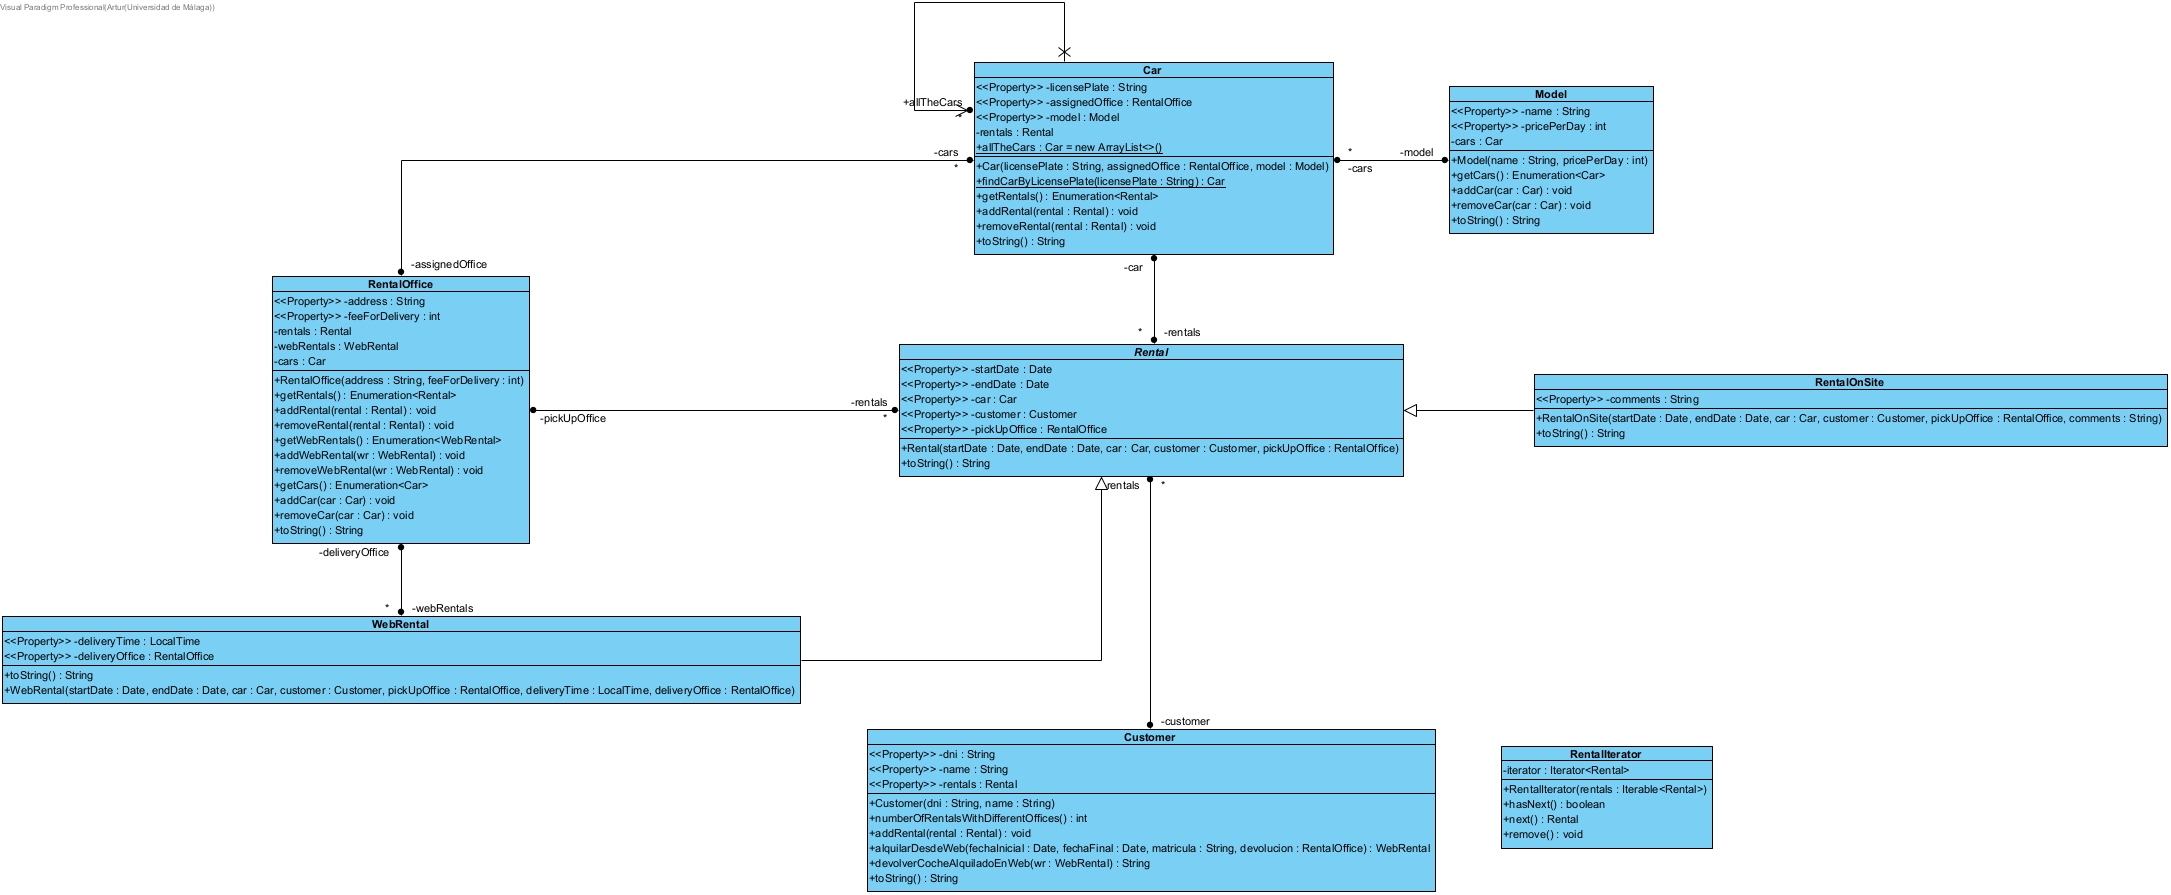 Visual Paradigm Professional(Artur(Universidad de Málaga))
Car
<<Property>> -licensePlate : String
<<Property>> -assignedOffice : RentalOffice
<<Property>> -model : Model
-rentals : Rental
+allTheCars : Car = new ArrayList<>()
+Car(licensePlate : String, assignedOffice : RentalOffice, model : Model)
+findCarByLicensePlate(licensePlate : String) : Car
+getRentals() : Enumeration<Rental>
+addRental(rental : Rental) : void
+removeRental(rental : Rental) : void
+toString() : String
+allTheCars
*
-cars
*
*
-cars
-model
Model
<<Property>> -name : String
<<Property>> -pricePerDay : int
-cars : Car
+Model(name : String, pricePerDay : int)
+getCars() : Enumeration<Car>
+addCar(car : Car) : void
+removeCar(car : Car) : void
+toString() : String
-assignedOffice
-car
*
-rentals
RentalOffice
<<Property>> -address : String
<<Property>> -feeForDelivery : int
-rentals : Rental
-webRentals : WebRental
-cars : Car
+RentalOffice(address : String, feeForDelivery : int)
+getRentals() : Enumeration<Rental>
+addRental(rental : Rental) : void
+removeRental(rental : Rental) : void
+getWebRentals() : Enumeration<WebRental>
+addWebRental(wr : WebRental) : void
+removeWebRental(wr : WebRental) : void
+getCars() : Enumeration<Car>
+addCar(car : Car) : void
+removeCar(car : Car) : void
+toString() : String
-pickUpOffice
-rentals
*
Rental
<<Property>> -startDate : Date
<<Property>> -endDate : Date
<<Property>> -car : Car
<<Property>> -customer : Customer
<<Property>> -pickUpOffice : RentalOffice
+Rental(startDate : Date, endDate : Date, car : Car, customer : Customer, pickUpOffice : RentalOffice)
+toString() : String
RentalOnSite
<<Property>> -comments : String
+RentalOnSite(startDate : Date, endDate : Date, car : Car, customer : Customer, pickUpOffice : RentalOffice, comments : String)
+toString() : String
rentals
*
-deliveryOffice
*
-webRentals
WebRental
<<Property>> -deliveryTime : LocalTime
<<Property>> -deliveryOffice : RentalOffice
+toString() : String
+WebRental(startDate : Date, endDate : Date, car : Car, customer : Customer, pickUpOffice : RentalOffice, deliveryTime : LocalTime, deliveryOffice : RentalOffice)
-customer
Customer
<<Property>> -dni : String
<<Property>> -name : String
<<Property>> -rentals : Rental
+Customer(dni : String, name : String)
+numberOfRentalsWithDifferentOffices() : int
+addRental(rental : Rental) : void
+alquilarDesdeWeb(fechaInicial : Date, fechaFinal : Date, matricula : String, devolucion : RentalOffice) : WebRental
+devolverCocheAlquiladoEnWeb(wr : WebRental) : String
+toString() : String
RentalIterator
-iterator : Iterator<Rental>
+RentalIterator(rentals : Iterable<Rental>)
+hasNext() : boolean
+next() : Rental
+remove() : void